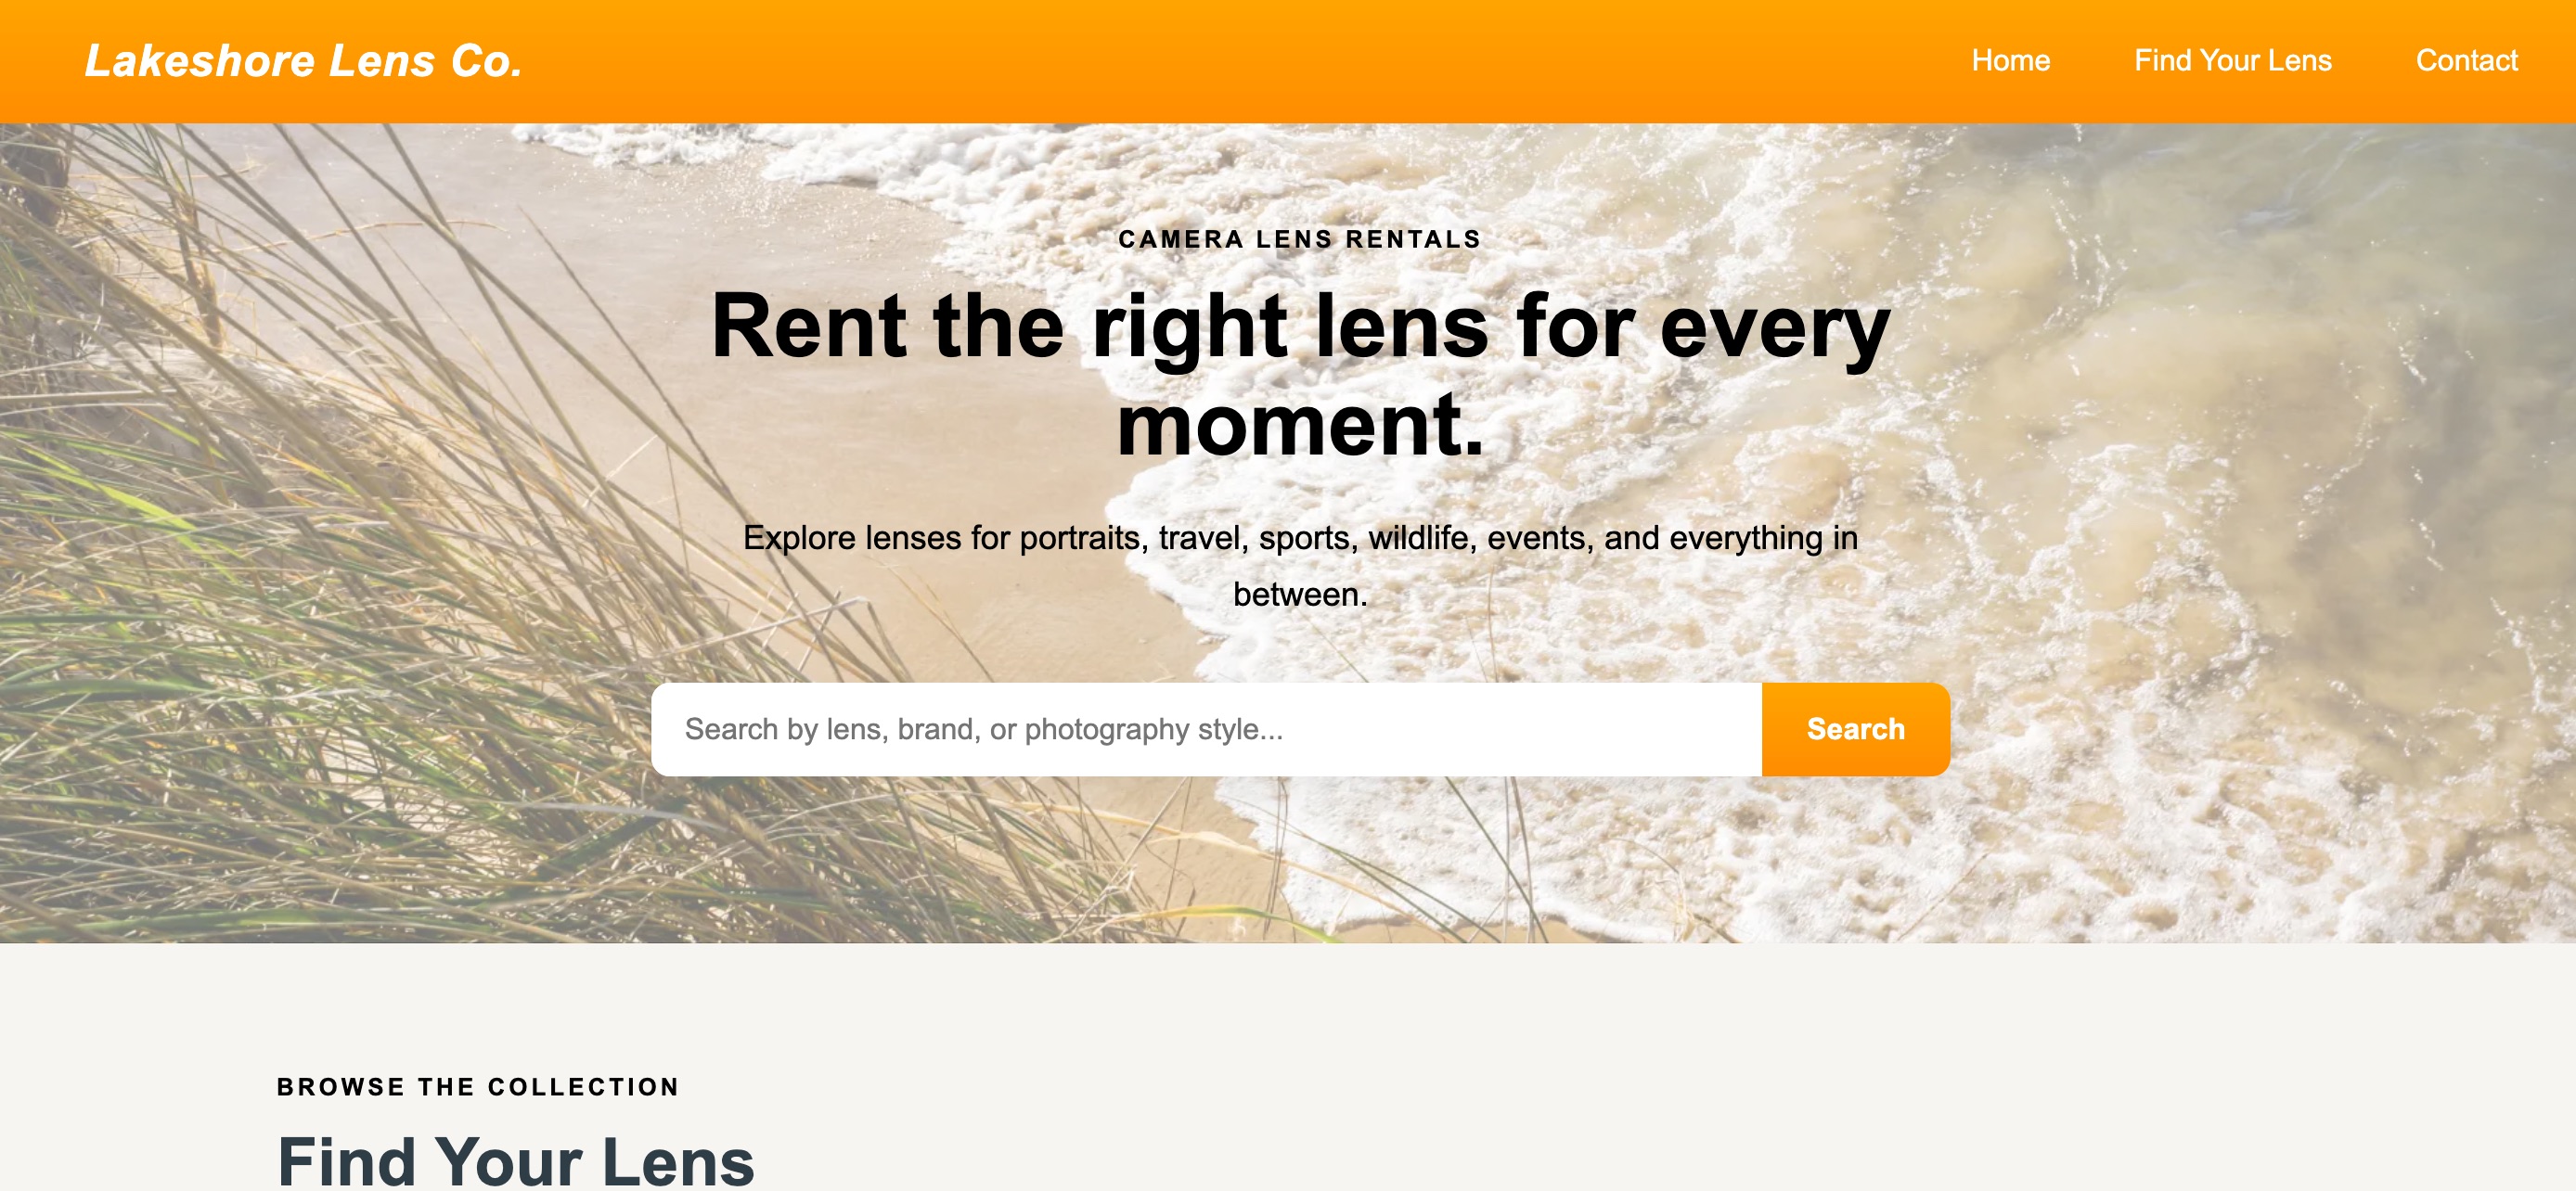 Lakeshore Lens Co.
Home Find Your Lens Contact
CAMERA LENS RENTALS
Rent the right lens for every
moment.
Explore lenses for portraits, travel, sports, wildlife, events, and everything in
between.
Search by lens, brand, or photography style...
Search
BROWSE THE COLLECTION
Find Your Lens